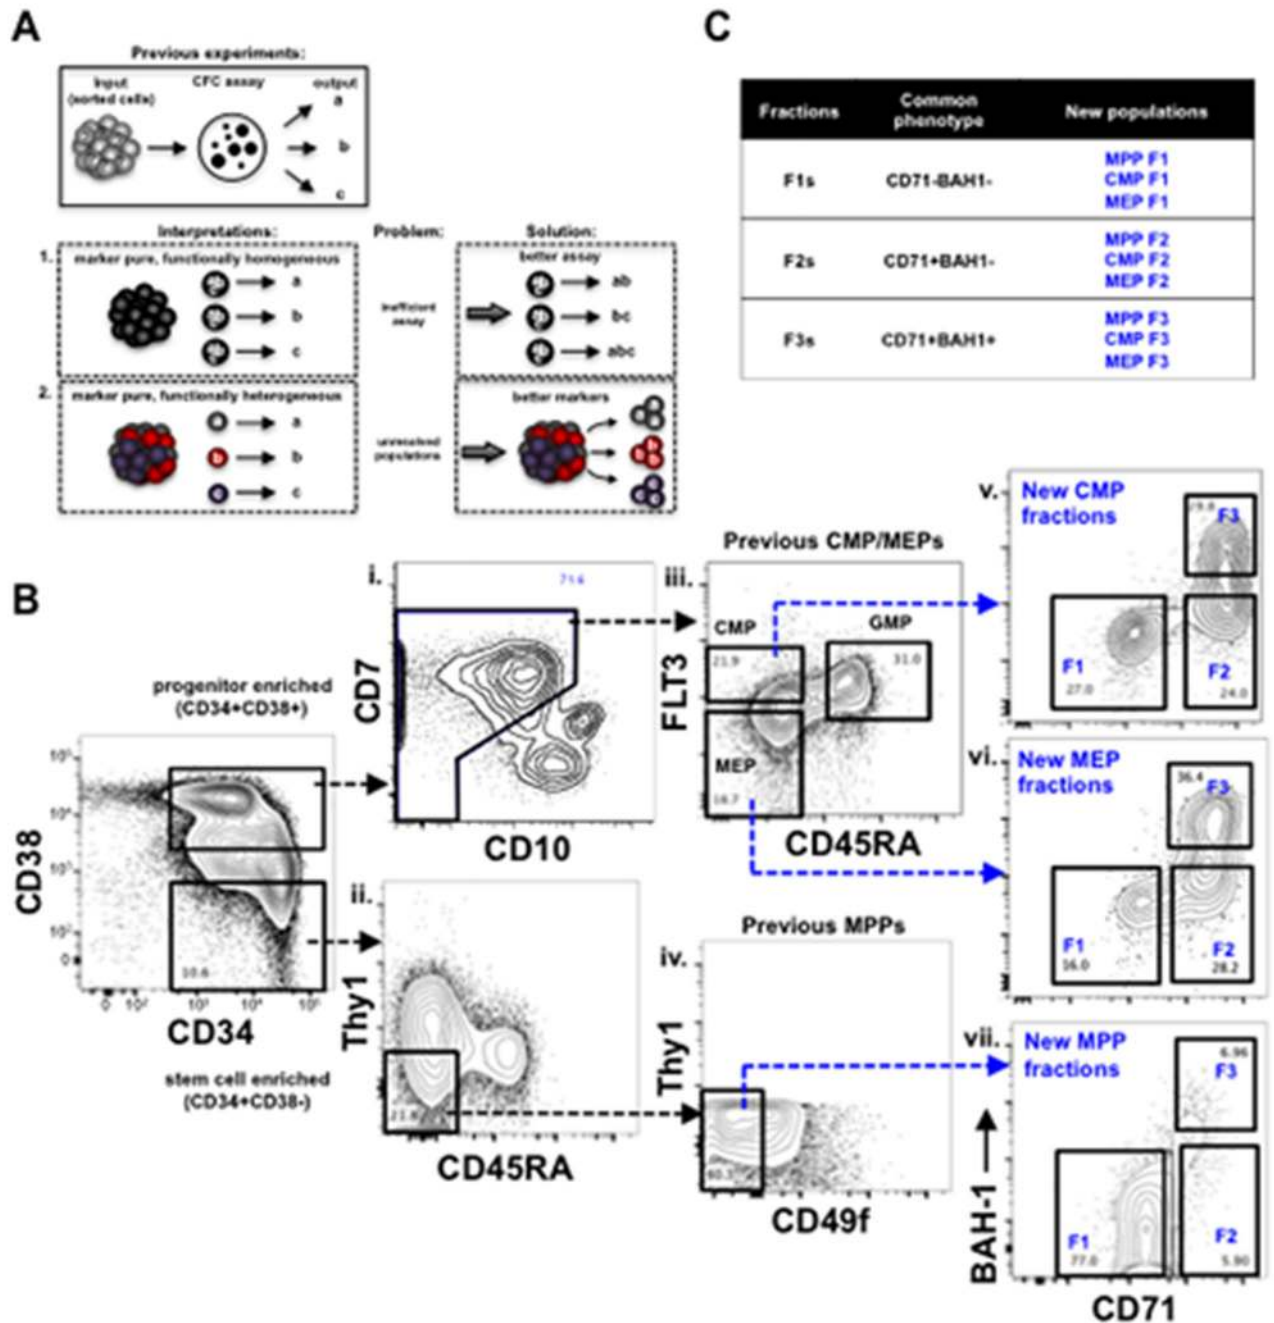 A
Previous experiments:
input
(sorted cells)
CFC assay
output
a
b
c
Interpretations:
Problem:
Solution:
1.
marker pure, functionally homogeneous
a
b
c
inefficient
assay
better assay
ab
bc
abc
2.
marker pure, functionally heterogeneous
a
b
b
c
unresolved
populations
better markers
b
C
Fractions
Common
phenotype
New populations
F1s
CD71-BAH1-
MPP F1
CMP F1
MEP F1
F2s
CD71+BAH1-
MPP F2
CMP F2
MEP F2
F3s
CD71+BAH1+
MPP F3
CMP F3
MEP F3
B
progenitor enriched
(CD34+CD38+)
CD38
10.6
0
CD34
stem cell enriched
(CD34+CD38-)
i.
CD7
CD10
ii.
Thy1
CD45RA
Previous CMP/MEPs
iii.
CMP
GMP
21.9
31.0
FLT3
MEP
CD45RA
Previous MPPs
iv.
Thy1
CD49f
v.
New CMP
fractions
F3
F1
27.0
F2
24.0
vi.
New MEP
fractions
36.4
F3
F1
16.0
F2
28.2
vii.
New MPP
fractions
6.96
F3
F1
77.0
F2
5.90
BAH-1
CD71